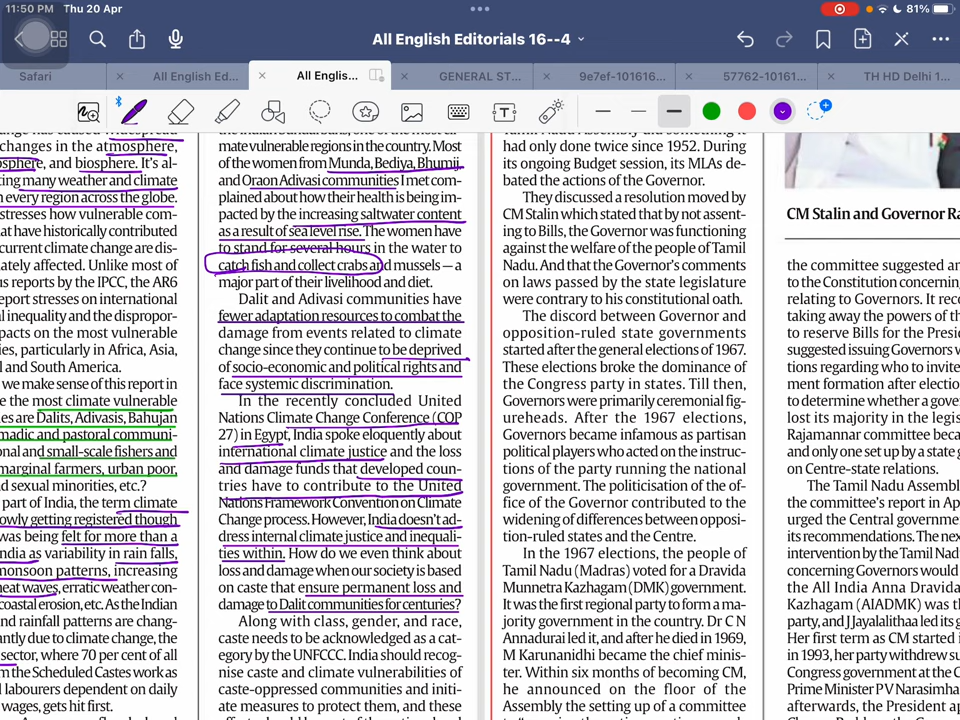 11:50 PM Thu 20 Apr
81%
All English Editorials 16--4
Safari
All English Ed...
All Englis...
GENERAL ST...
9e7ef-101616...
57762-10161...
TH HD Delhi 1...
changes in the atmosphere,
and biosphere. It's al-
ting many weather and climate
every region across the globe.
stresses how vulnerable com-
at have historically contributed
current climate change are dis-
ately affected. Unlike most of
us reports by the IPCC, the AR6
eport stresses on international
l inequality and the dispropor-
pacts on the most vulnerable
ies, particularly in Africa, Asia,
l and South America.
we make sense of this report in
e the most climate vulnerable
es are Dalits, Adivasis, Bahujan
madic and pastoral communi-
onal and small-scale fishers and
marginal farmers, urban poor,
d sexual minorities, etc.?
part of India, the term climate
owly getting registered though
was being felt for more than a
ndia as variability in rain falls,
monsoon patterns, increasing
heat waves, erratic weather con-
coastal erosion, etc. As the Indian
and rainfall patterns are chang-
antly due to climate change, the
sector, where 70 per cent of all
m the Scheduled Castes work as
labourers dependent on daily
wages, gets hit first.
mate vulnerable regions in the country. Most
of the women from Munda, Bediya, Bhumij,
and Oraon Adivasi communities I met com-
plained about how their health is being im-
pacted by the increasing saltwater content
as a result of sea level rise. The women have
to stand for several hours in the water to
catch fish and collect crabs and mussels — a
major part of their livelihood and diet.
Dalit and Adivasi communities have
fewer adaptation resources to combat the
damage from events related to climate
change since they continue to be deprived
of socio-economic and political rights and
face systemic discrimination.
In the recently concluded United
Nations Climate Change Conference (COP
27) in Egypt, India spoke eloquently about
international climate justice and the loss
and damage funds that developed coun-
tries have to contribute to the United
Nations Framework Convention on Climate
Change process. However, India doesn't ad-
dress internal climate justice and inequali-
ties within. How do we even think about
loss and damage when our society is based
on caste that ensure permanent loss and
damage to Dalit communities for centuries?
Along with class, gender, and race,
caste needs to be acknowledged as a cat-
egory by the UNFCCC. India should recog-
nise caste and climate vulnerabilities of
caste-oppressed communities and initi-
ate measures to protect them, and these
Tamil Nadu Assembly did something it
had only done twice since 1952. During
its ongoing Budget session, its MLAs de-
bated the actions of the Governor.
They discussed a resolution moved by
CM Stalin which stated that by not assent-
ing to Bills, the Governor was functioning
against the welfare of the people of Tamil
Nadu. And that the Governor's comments
on laws passed by the state legislature
were contrary to his constitutional oath.
The discord between Governor and
opposition-ruled state governments
started after the general elections of 1967.
These elections broke the dominance of
the Congress party in states. Till then,
Governors were primarily ceremonial fig-
ureheads. After the 1967 elections,
Governors became infamous as partisan
political players who acted on the instruc-
tions of the party running the national
government. The politicisation of the of-
fice of the Governor contributed to the
widening of differences between opposi-
tion-ruled states and the Centre.
In the 1967 elections, the people of
Tamil Nadu (Madras) voted for a Dravida
Munnetra Kazhagam (DMK) government.
It was the first regional party to form a ma-
jority government in the country. Dr C N
Annadurai led it, and after he died in 1969,
M Karunanidhi became the chief minis-
ter. Within six months of becoming CM,
he announced on the floor of the
Assembly the setting up of a committee
CM Stalin and Governor Ra
the committee suggested an
to the Constitution concernin
relating to Governors. It reco
taking away the powers of th
to reserve Bills for the Presid
suggested issuing Governors w
tions regarding who to invite
ment formation after election
to determine whether a gover
lost its majority in the legis
Rajamannar committee beca
and only one set up by a state g
on Centre-state relations.
The Tamil Nadu Assemb
the committee's report in Ap
urged the Central governme
its recommendations. The nex
intervention by the Tamil Nadu
concerning Governors would
the All India Anna Dravida
Kazhagam (AIADMK) was th
party, and J Jayalalithaa led its g
Her first term as CM started i
in 1993, her party withdrew su
Congress government at the C
Prime Minister P V Narasimha
afterwards, the President ap